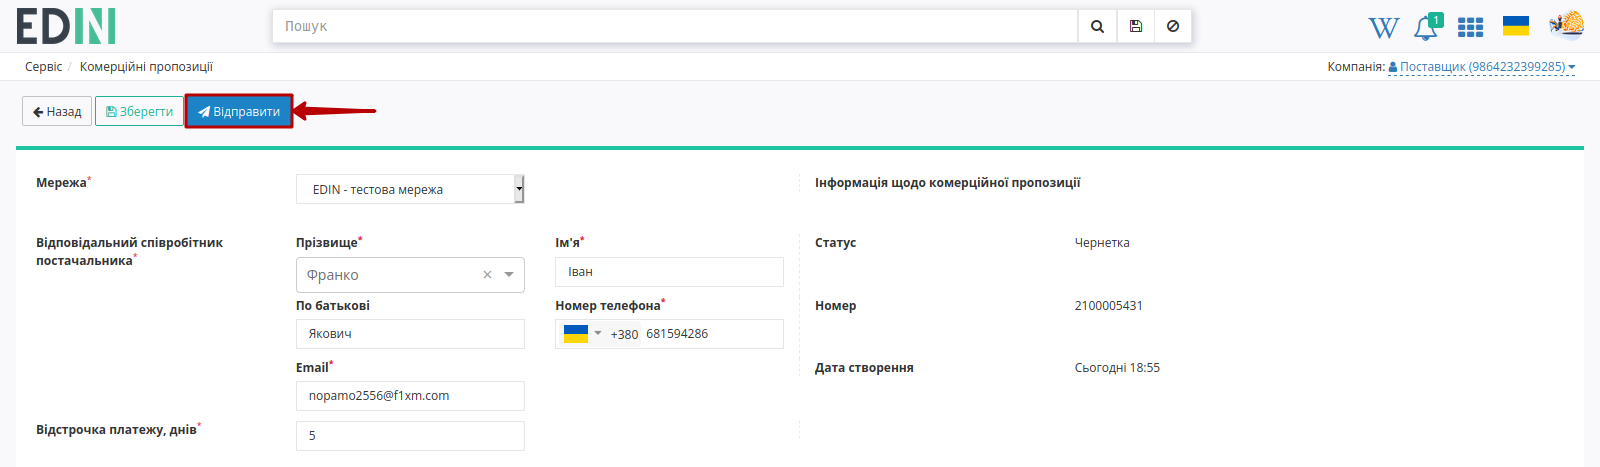 EDIN
Пошук
1
Сервіс / Комерційні пропозиції
Компанія: Поставщик (9864232399285)
Назад
Зберегти
Відправити
Мережа*
EDIN - тестова мережа
Інформація щодо комерційної пропозиції
Відповідальний співробітник
постачальника*
Прізвище*
Ім'я*
Франко
Іван
Статус
Чернетка
По батькові
Номер телефона*
Якович
+380 681594286
Номер
2100005431
Email*
nopamo2556@f1xm.com
Дата створення
Сьогодні 18:55
Відстрочка платежу, днів*
5